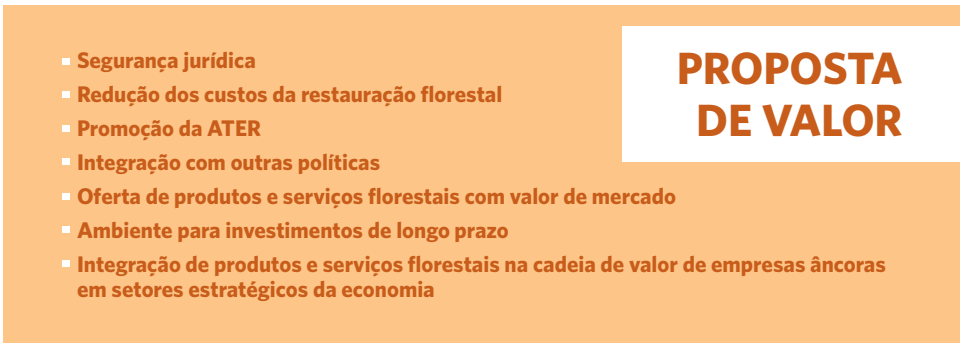 PROPOSTA
DE VALOR
Segurança jurídica
Redução dos custos da restauração florestal
Promoção da ATER
Integração com outras políticas
Oferta de produtos e serviços florestais com valor de mercado
Ambiente para investimentos de longo prazo
Integração de produtos e serviços florestais na cadeia de valor de empresas âncoras
em setores estratégicos da economia